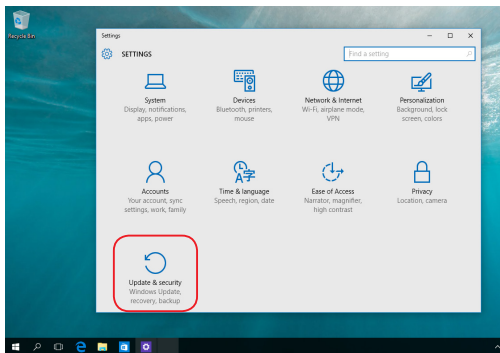 Recycle Bin
Settings
SETTINGS
Find a setting
System
Display, notifications,
apps, power
Devices
Bluetooth, printers,
mouse
Network & Internet
Wi-Fi, airplane mode,
VPN
Personalization
Background, lock
screen, colors
Accounts
Your account, sync
settings, work, family
Time & language
Speech, region, date
Ease of Access
Narrator, magnifier,
high contrast
Privacy
Location, camera
Update & security
Windows Update,
recovery, backup